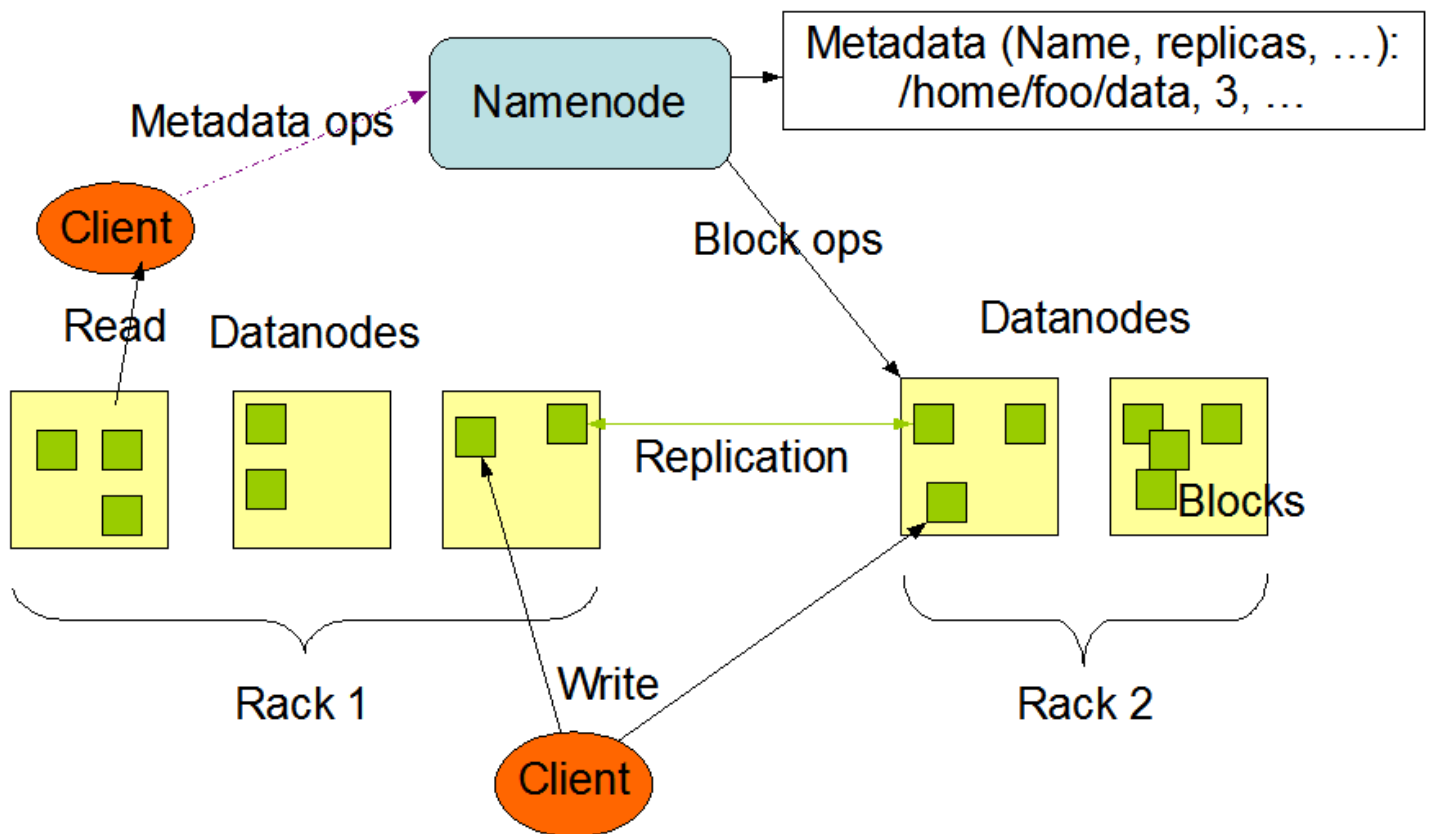 Metadata (Name, replicas, …):
/home/foo/data, 3, …
Namenode
Metadata ops
Client
Block ops
Read
Datanodes
Datanodes
Replication
Blocks
Rack 1
Write
Rack 2
Client